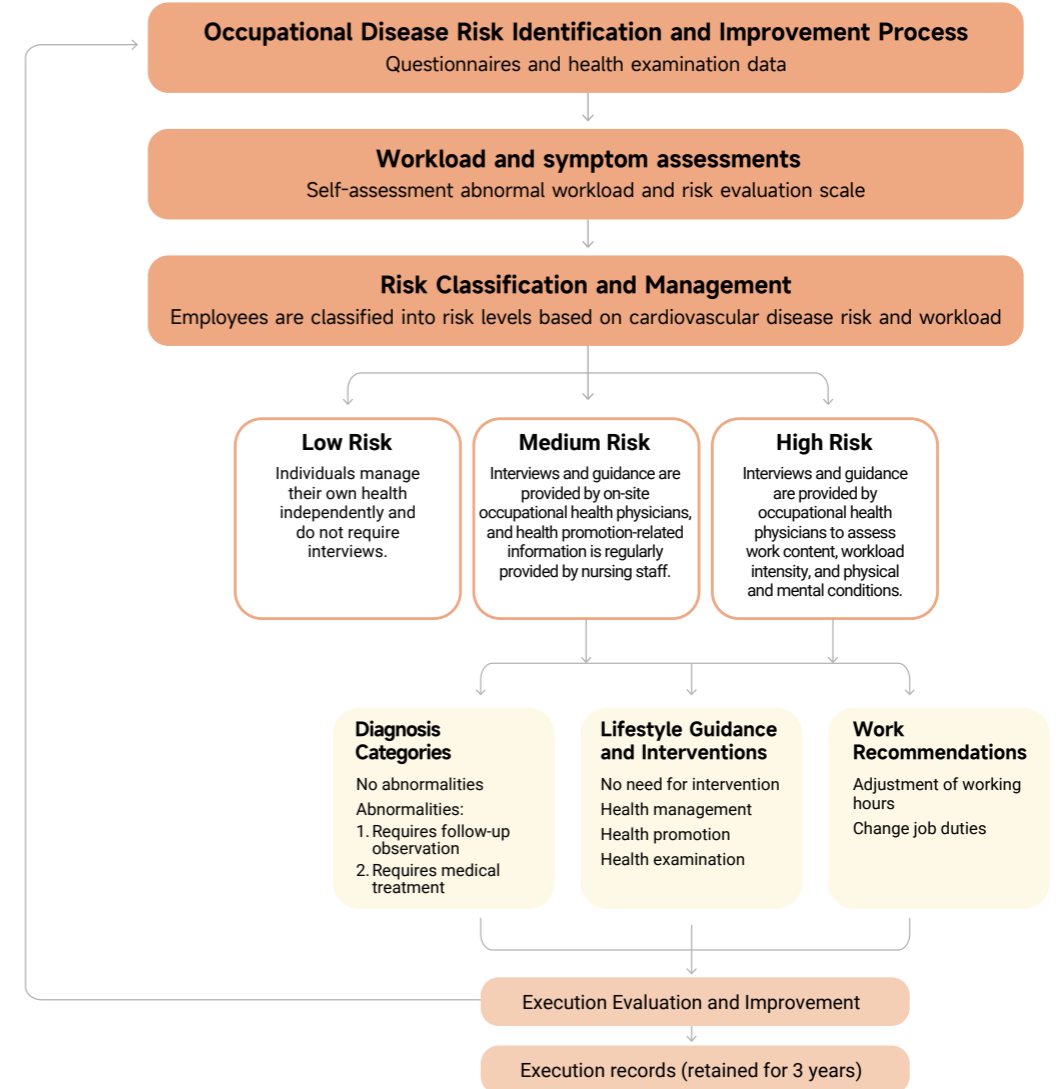 Occupational Disease Risk Identification and Improvement Process
Questionnaires and health examination data
Workload and symptom assessments
Self-assessment abnormal workload and risk evaluation scale
Risk Classification and Management
Employees are classified into risk levels based on cardiovascular disease risk and workload
Low Risk
Individuals manage
their own health
independently and
do not require
interviews.
Medium Risk
Interviews and guidance are
provided by on-site
occupational health physicians,
and health promotion-related
information is regularly
provided by nursing staff.
High Risk
Interviews and guidance
are provided by
occupational health
physicians to assess
work content, workload
intensity, and physical
and mental conditions.
Diagnosis
Categories
No abnormalities
Abnormalities:
1. Requires follow-up
observation
2. Requires medical
treatment
Lifestyle Guidance
and Interventions
No need for intervention
Health management
Health promotion
Health examination
Work
Recommendations
Adjustment of working
hours
Change job duties
Execution Evaluation and Improvement
Execution records (retained for 3 years)